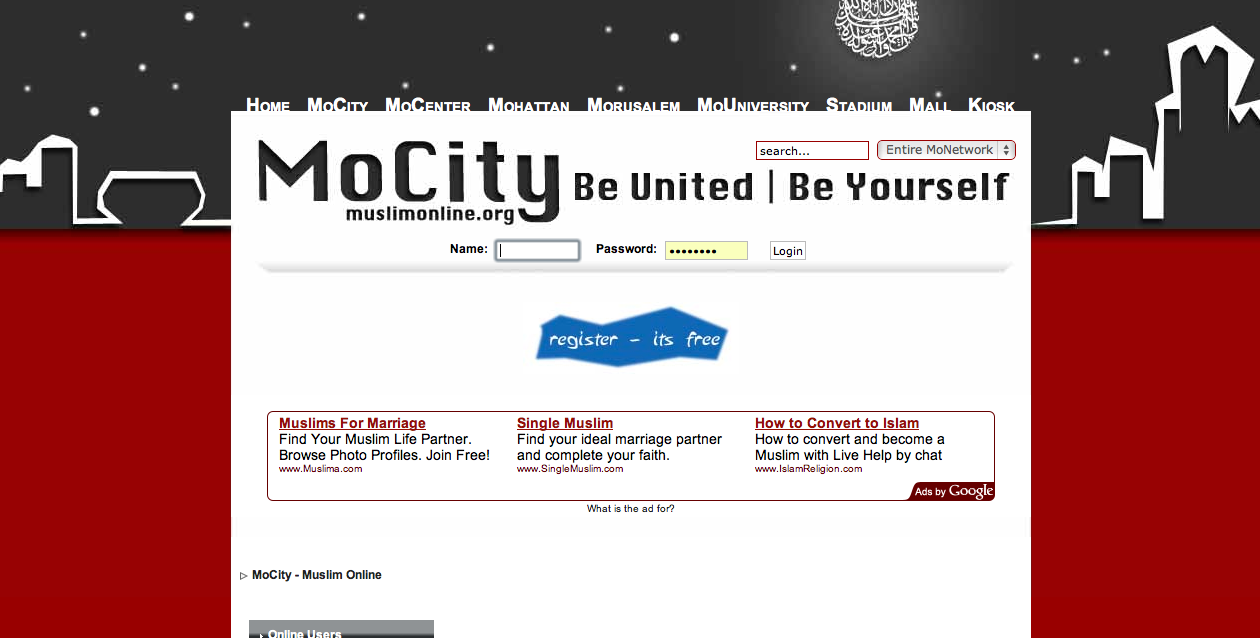 Home MoCity MoCenter Mohattan Morusalem MoUniversity Stadium Mall Kiosk
search...
Entire MoNetwork
MoCity
muslimonline.org
Be United | Be Yourself
Name: Password: •••••••• Login
register - its free
Muslims For Marriage
Find Your Muslim Life Partner.
Browse Photo Profiles. Join Free!
www.Muslima.com
Single Muslim
Find your ideal marriage partner
and complete your faith.
www.SingleMuslim.com
How to Convert to Islam
How to convert and become a
Muslim with Live Help by chat
www.IslamReligion.com
Ads by Google
What is the ad for?
MoCity - Muslim Online
Online Users